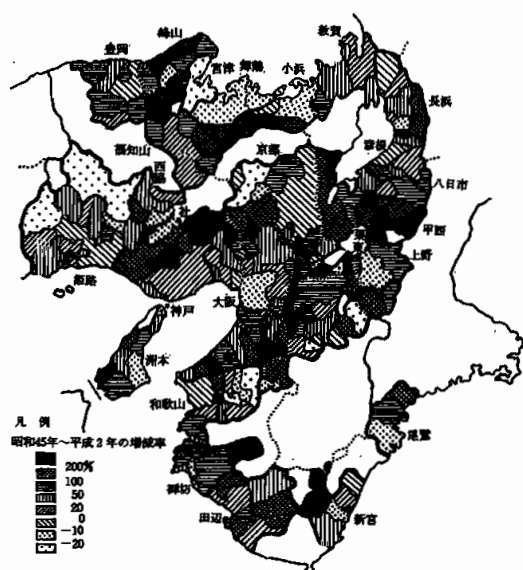 豊岡
峰山
宮津
舞鶴
小浜
敦賀
長浜
福知山
京都
彦根
西脇
八日市
甲西
上野
姫路
神戸
大阪
洲本
和歌山
尾鷲
御坊
田辺
新宮
凡 例
昭和45年～平成2年の増減率
200%
100
50
20
0
-10
-20